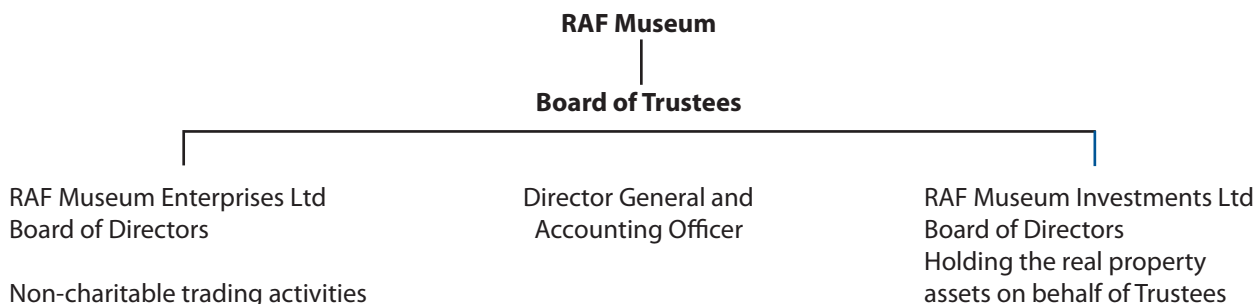 RAF Museum
Board of Trustees
RAF Museum Enterprises Ltd
Board of Directors
Non-charitable trading activities
Director General and
Accounting Officer
RAF Museum Investments Ltd
Board of Directors
Holding the real property
assets on behalf of Trustees